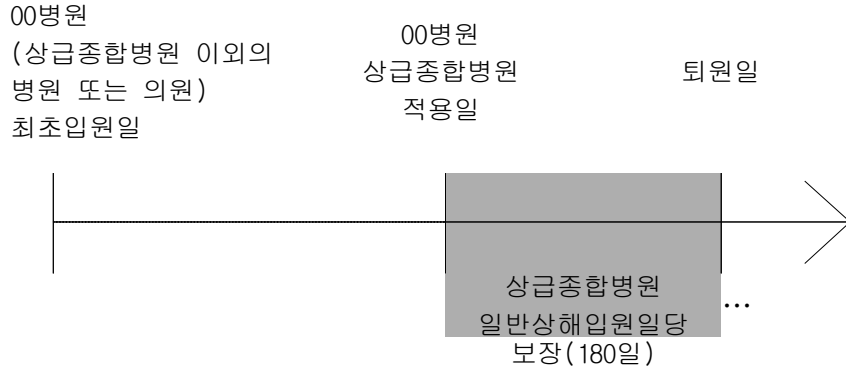 00병원
(상급종합병원 이외의
병원 또는 의원)
최초입원일
00병원
상급종합병원
적용일
퇴원일
상급종합병원
일반상해입원일당
보장(180일)
...